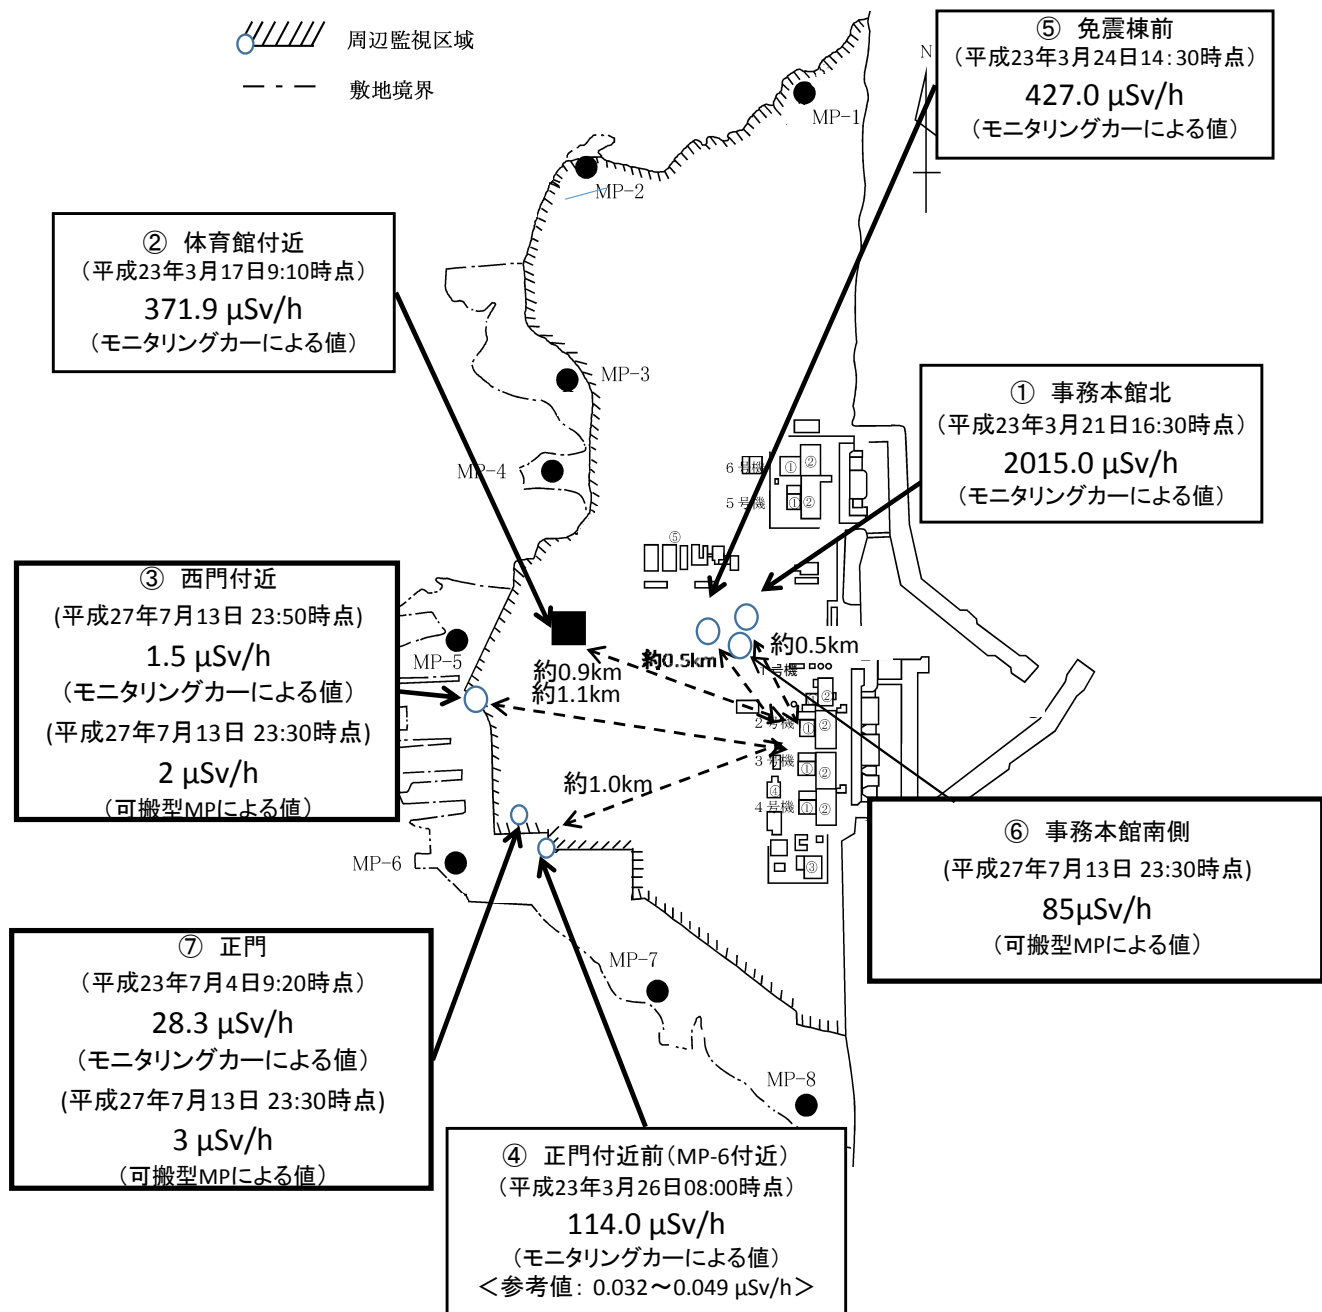 周辺監視区域
敷地境界
⑤ 免震棟前
(平成23年3月24日14:30時点)
427.0 μSv/h
(モニタリングカーによる値)
N
MP-1
MP-2
② 体育館付近
(平成23年3月17日9:10時点)
371.9 μSv/h
(モニタリングカーによる値)
MP-3
① 事務本館北
(平成23年3月21日16:30時点)
2015.0 μSv/h
(モニタリングカーによる値)
MP-4
6号機
① ②
5号機
① ②
⑤
③ 西門付近
(平成27年7月13日 23:50時点)
1.5 μSv/h
(モニタリングカーによる値)
(平成27年7月13日 23:30時点)
2 μSv/h
(可搬型MPによる値)
MP-5
約0.9km
約1.1km
約0.5km
約0.5km
1号機
②
2号機
① ②
3号機
① ②
④
4号機
① ②
③
約1.0km
MP-6
⑥ 事務本館南側
(平成27年7月13日 23:30時点)
85μSv/h
(可搬型MPによる値)
⑦ 正門
(平成23年7月4日9:20時点)
28.3 μSv/h
(モニタリングカーによる値)
(平成27年7月13日 23:30時点)
3 μSv/h
(可搬型MPによる値)
MP-7
MP-8
④ 正門付近前(MP-6付近)
(平成23年3月26日08:00時点)
114.0 μSv/h
(モニタリングカーによる値)
<参考値: 0.032～0.049 μSv/h>